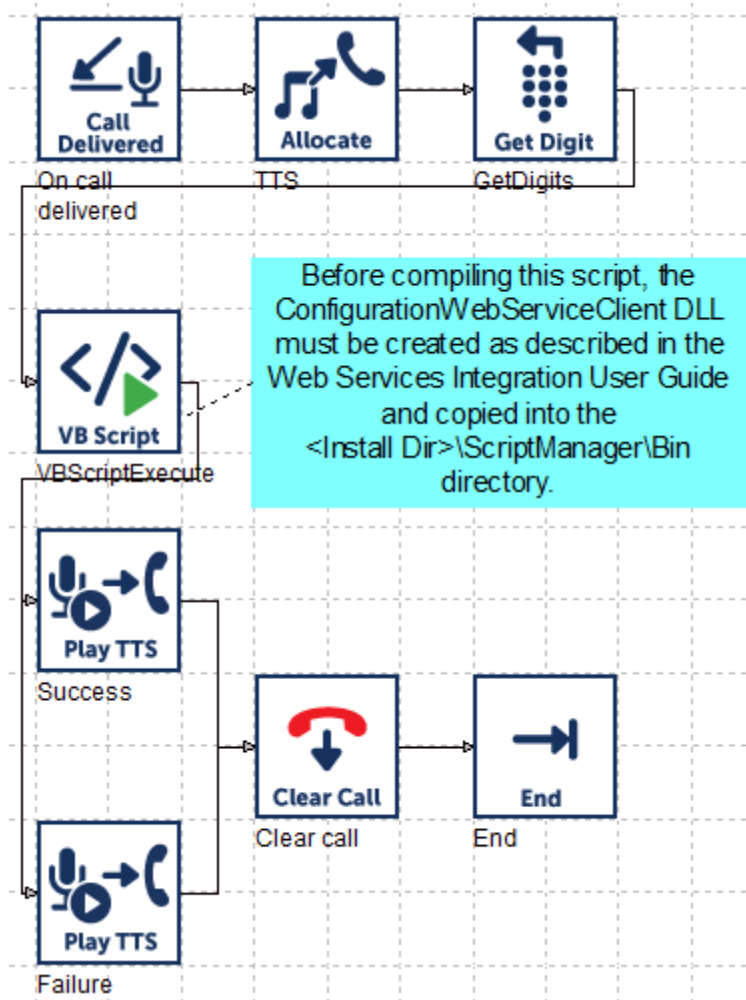 Call
Delivered
Allocate
Get Digit
On call
delivered
TTS
GetDigits
Before compiling this script, the
ConfigurationWebServiceClient DLL
must be created as described in the
Web Services Integration User Guide
and copied into the
<Install Dir>\ScriptManager\Bin
directory.
VB Script
VBScriptExecute
Play TTS
Success
Clear Call
End
Clear call
End
Play TTS
Failure